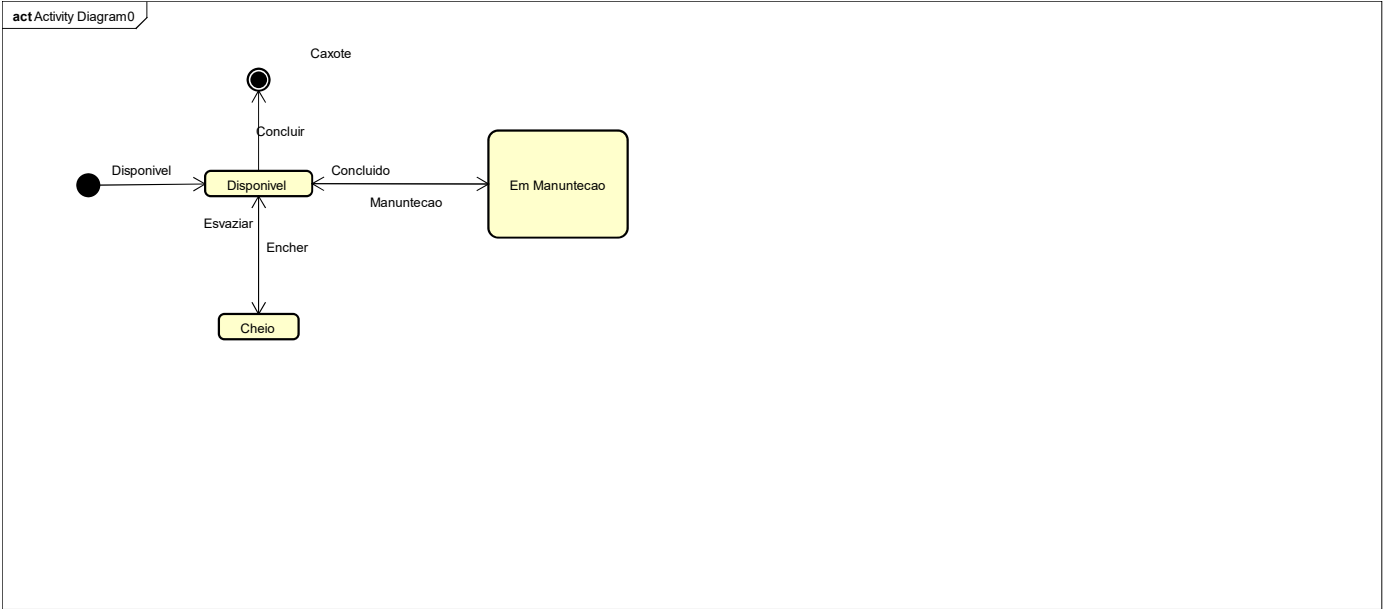 act Activity Diagram0
Caxote
Concluir
Disponivel
Disponivel
Concluido
Em Manuntecao
Manuntecao
Esvaziar
Encher
Cheio